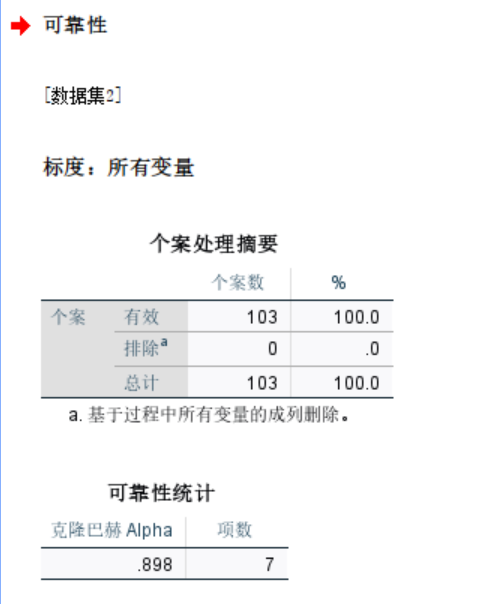 可靠性
[数据集2]
标度：所有变量
个案处理摘要
个案数 %
个案 有效 103 100.0
排除a 0 .0
总计 103 100.0
a. 基于过程中所有变量的成列删除。
可靠性统计
克隆巴赫 Alpha 项数
.898 7